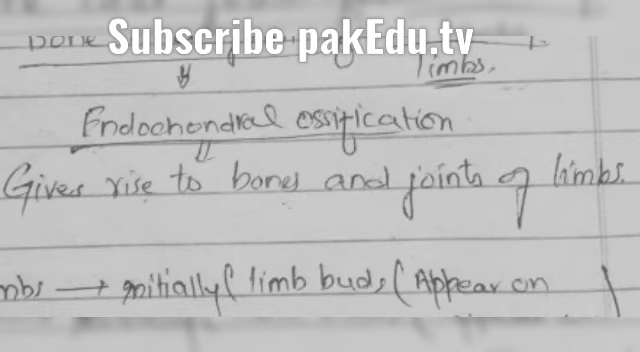 Subscribe pakEdu.tv
bone
limbs.
Endochondral ossification
Gives rise to bones and joints of limbs.
→ initially ( limb buds ( Appear on )